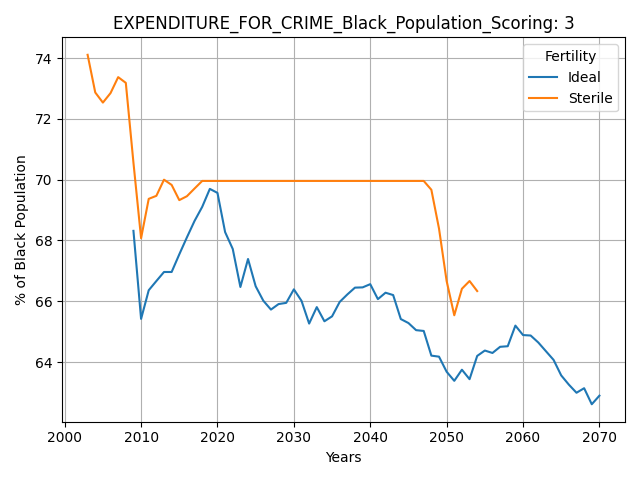 EXPENDITURE_FOR_CRIME_Black_Population_Scoring: 3
Fertility
Ideal
Sterile
% of Black Population
74
72
70
68
66
64
2000
2010
2020
2030
2040
2050
2060
2070
Years